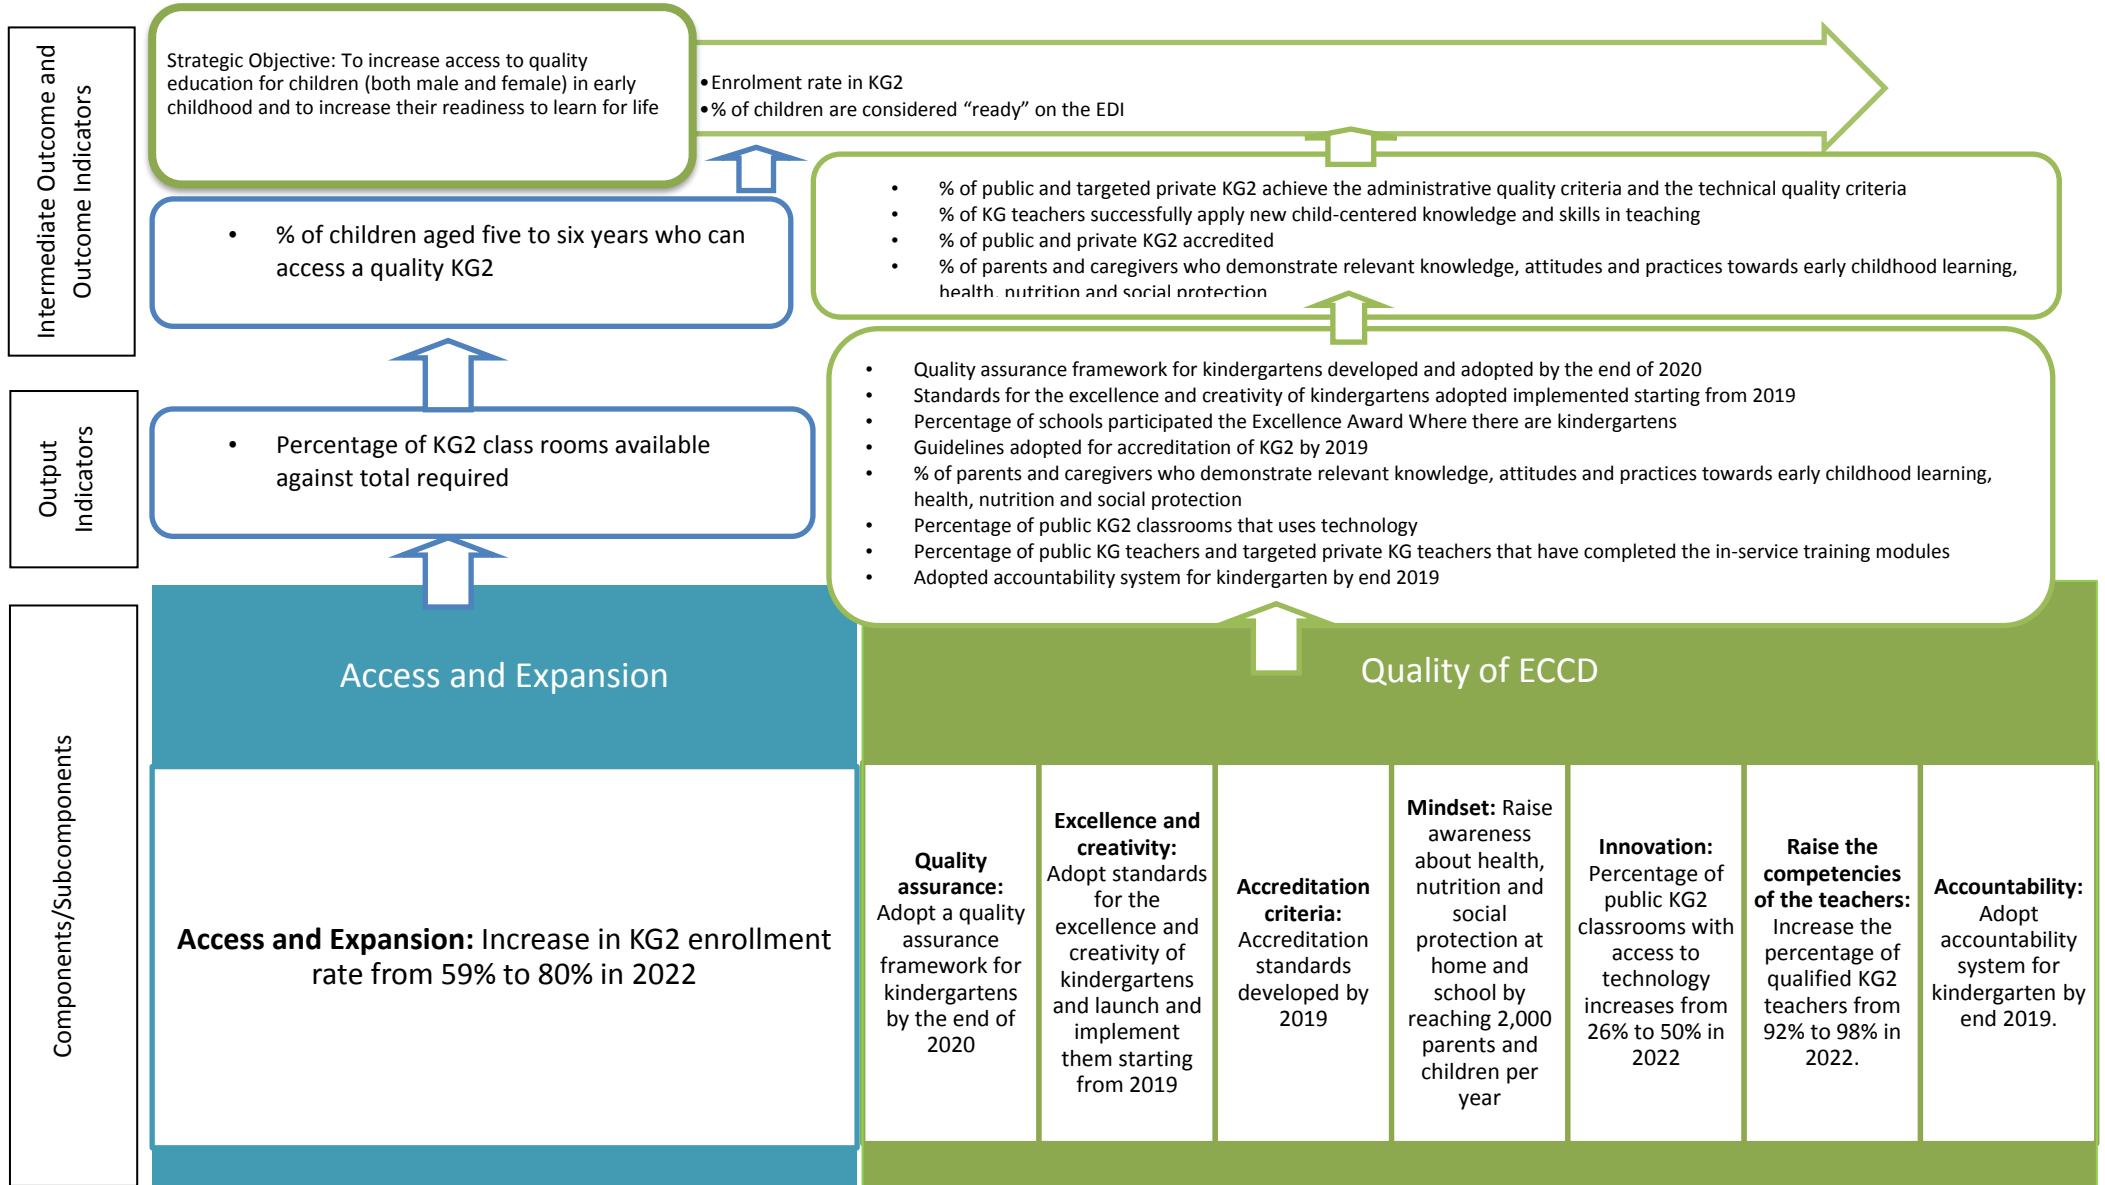 Intermediate Outcome and
Outcome Indicators
Strategic Objective: To increase access to quality
education for children (both male and female) in early
childhood and to increase their readiness to learn for life
•Enrolment rate in KG2
•% of children are considered “ready” on the EDI
• % of children aged five to six years who can
access a quality KG2
• % of public and targeted private KG2 achieve the administrative quality criteria and the technical quality criteria
• % of KG teachers successfully apply new child-centered knowledge and skills in teaching
• % of public and private KG2 accredited
• % of parents and caregivers who demonstrate relevant knowledge, attitudes and practices towards early childhood learning,
health, nutrition and social protection
Output
Indicators
• Percentage of KG2 class rooms available
against total required
• Quality assurance framework for kindergartens developed and adopted by the end of 2020
• Standards for the excellence and creativity of kindergartens adopted implemented starting from 2019
• Percentage of schools participated the Excellence Award Where there are kindergartens
• Guidelines adopted for accreditation of KG2 by 2019
• % of parents and caregivers who demonstrate relevant knowledge, attitudes and practices towards early childhood learning,
health, nutrition and social protection
• Percentage of public KG2 classrooms that uses technology
• Percentage of public KG teachers and targeted private KG teachers that have completed the in-service training modules
• Adopted accountability system for kindergarten by end 2019
Components/Subcomponents
Access and Expansion
Access and Expansion: Increase in KG2 enrollment
rate from 59% to 80% in 2022
Quality of ECCD
Quality
assurance:
Adopt a quality
assurance
framework for
kindergartens
by the end of
2020
Excellence and
creativity:
Adopt standards
for the
excellence and
creativity of
kindergartens
and launch and
implement
them starting
from 2019
Accreditation
criteria:
Accreditation
standards
developed by
2019
Mindset: Raise
awareness
about health,
nutrition and
social
protection at
home and
school by
reaching 2,000
parents and
children per
year
Innovation:
Percentage of
public KG2
classrooms with
access to
technology
increases from
26% to 50% in
2022
Raise the
competencies
of the teachers:
Increase the
percentage of
qualified KG2
teachers from
92% to 98% in
2022.
Accountability:
Adopt
accountability
system for
kindergarten by
end 2019.